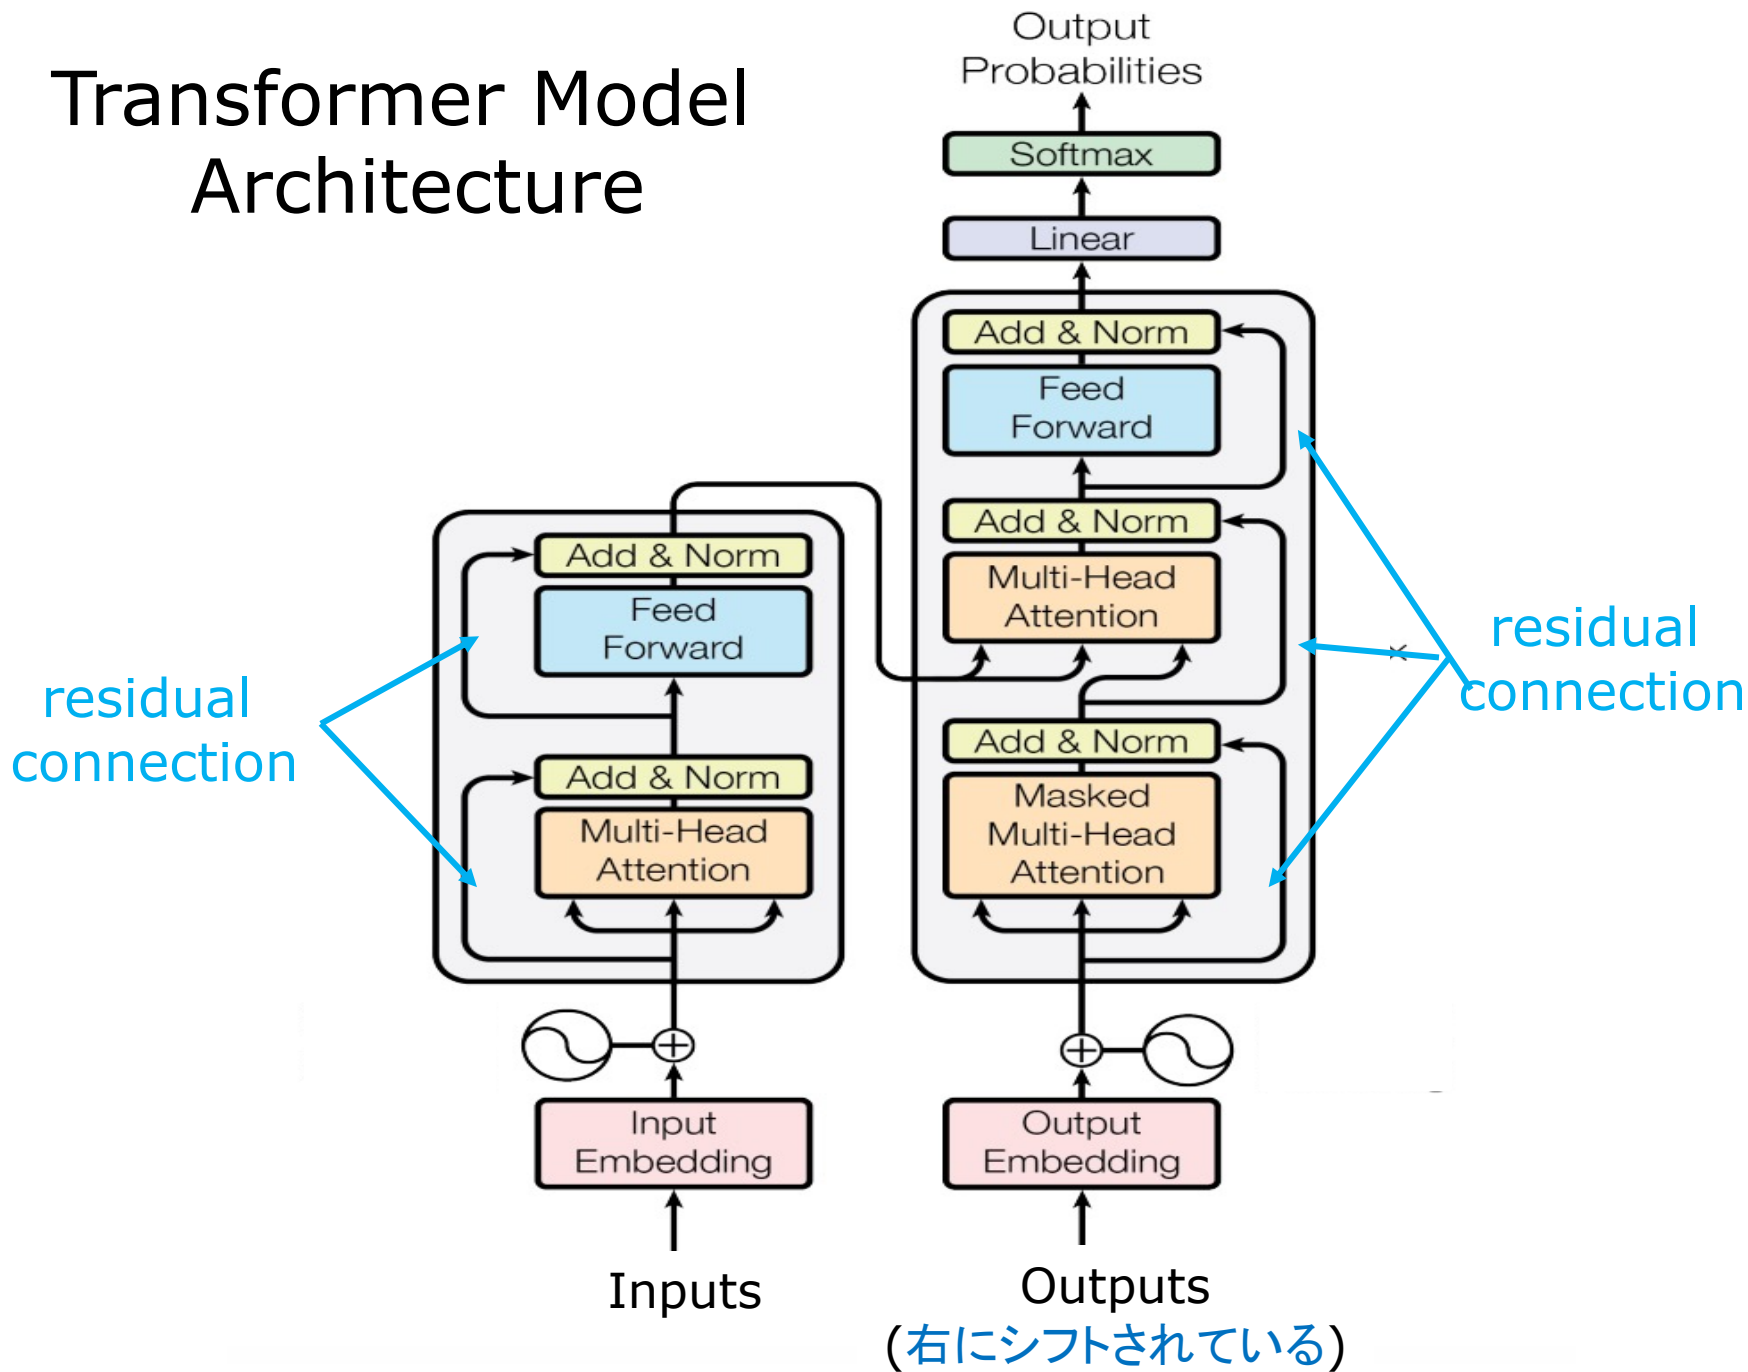 Transformer Model
Architecture
Output
Probabilities
Softmax
Linear
Add & Norm
Feed
Forward
Add & Norm
Multi-Head
Attention
Add & Norm
Masked
Multi-Head
Attention
Add & Norm
Feed
Forward
Add & Norm
Multi-Head
Attention
residual
connection
residual
connection
Input
Embedding
Output
Embedding
Inputs
Outputs
(右にシフトされている)